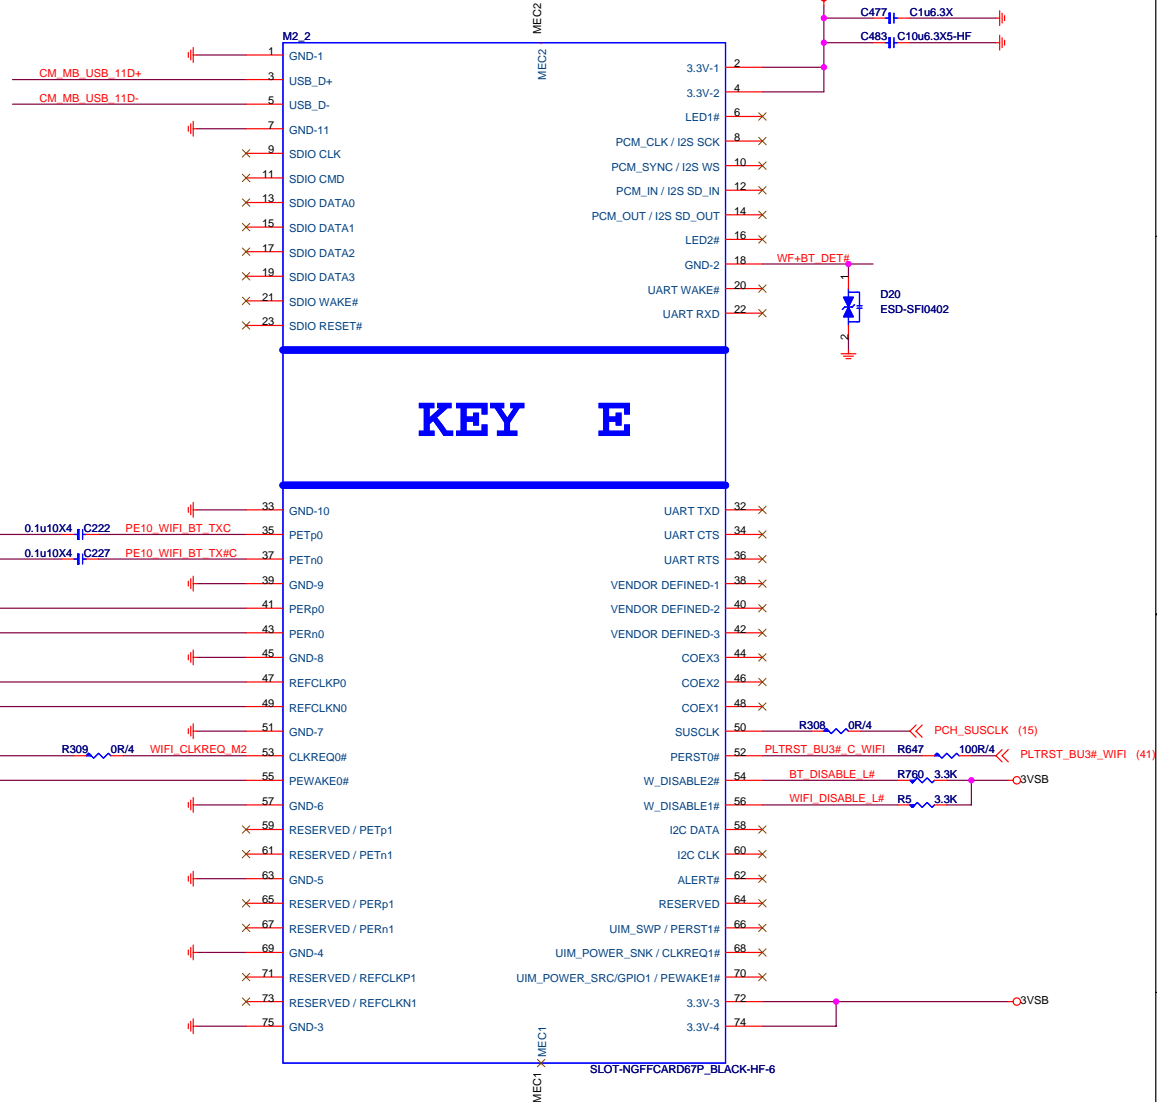 MEC2
C477 C1u6.3X
C483 C10u6.3X5-HF
M2_2
MEC2
1 GND-1
3.3V-1 2
CM_MB_USB_11D+ 3 USB_D+
3.3V-2 4
CM_MB_USB_11D- 5 USB_D-
LED1# 6
7 GND-11
PCM_CLK / I2S SCK 8
9 SDIO CLK
PCM_SYNC / I2S WS 10
11 SDIO CMD
PCM_IN / I2S SD_IN 12
13 SDIO DATA0
PCM_OUT / I2S SD_OUT 14
15 SDIO DATA1
LED2# 16
17 SDIO DATA2
GND-2 18 WF+BT_DET#
19 SDIO DATA3
1
UART WAKE# 20
21 SDIO WAKE#
D20
UART RXD 22
ESD-SFI0402
23 SDIO RESET#
2
KEY E
33 GND-10
UART TXD 32
0.1u10X4 C222 PE10_WIFI_BT_TXC 35 PETp0
UART CTS 34
0.1u10X4 C227 PE10_WIFI_BT_TX#C 37 PETn0
UART RTS 36
39 GND-9
VENDOR DEFINED-1 38
41 PERp0
VENDOR DEFINED-2 40
43 PERn0
VENDOR DEFINED-3 42
45 GND-8
COEX3 44
47 REFCLKP0
COEX2 46
49 REFCLKN0
COEX1 48
51 GND-7
SUSCLK 50 R308 0R/4 PCH_SUSCLK (15)
R309 0R/4 WIFI_CLKREQ_M2 53 CLKREQ0#
PERST0# 52 PLTRST_BU3#_C_WIFI R647 100R/4 PLTRST_BU3#_WIFI (41)
55 PEWAKE0#
W_DISABLE2# 54 BT_DISABLE_L# R760 3.3K 3VSB
57 GND-6
W_DISABLE1# 56 WIFI_DISABLE_L# R5 3.3K
59 RESERVED / PETp1
I2C DATA 58
61 RESERVED / PETn1
I2C CLK 60
63 GND-5
ALERT# 62
65 RESERVED / PERp1
RESERVED 64
67 RESERVED / PERn1
UIM_SWP / PERST1# 66
69 GND-4
UIM_POWER_SNK / CLKREQ1# 68
71 RESERVED / REFCLKP1
UIM_POWER_SRC/GPIO1 / PEWAKE1# 70
73 RESERVED / REFCLKN1
3.3V-3 72 3VSB
75 GND-3
3.3V-4 74
MEC1
SLOT-NGFFCARD67P_BLACK-HF-6
MEC1